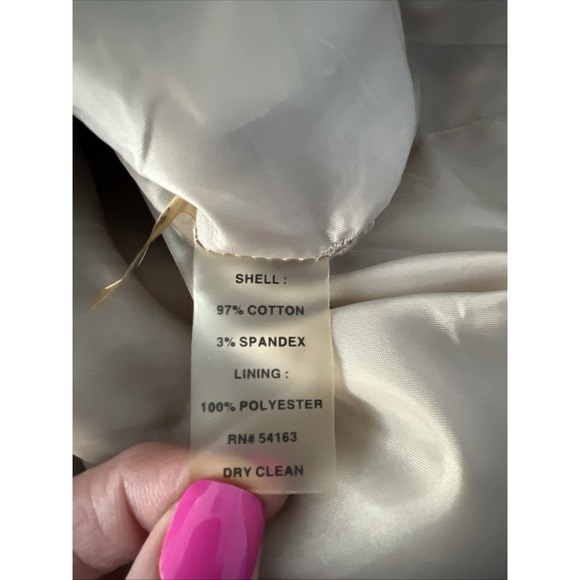 SHELL :
97% COTTON
3% SPANDEX
LINING :
100% POLYESTER
RN# 54163
DRY CLEAN